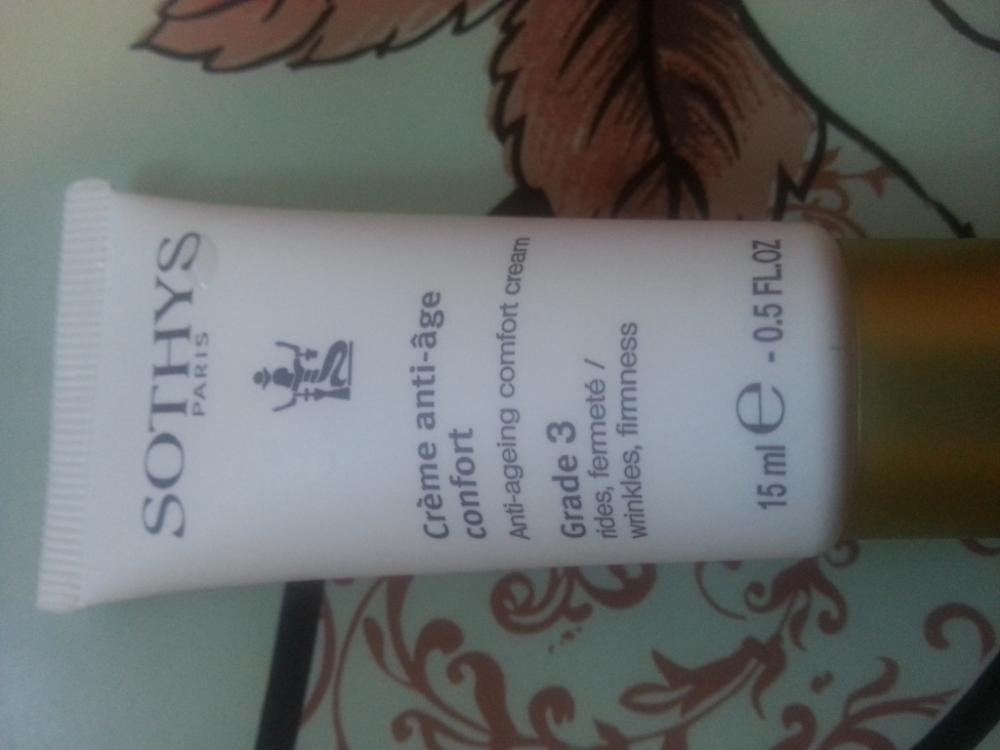 SOTHYS
PARIS
Crème anti-âge
confort
Anti-ageing comfort cream
Grade 3
rides, fermeté /
wrinkles, firmness
15 ml e - 0.5 FL.OZ